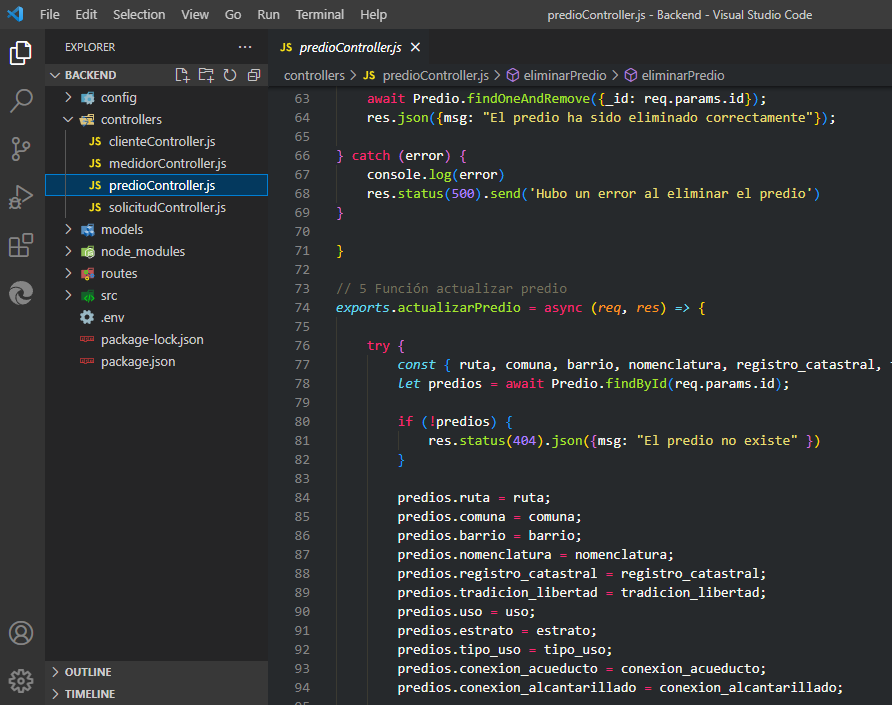 File Edit Selection View Go Run Terminal Help predioController.js - Backend - Visual Studio Code
EXPLORER ...
BACKEND
config
controllers
JS clienteController.js
JS medidorController.js
JS predioController.js
JS solicitudController.js
models
node_modules
routes
src
.env
package-lock.json
package.json
OUTLINE
TIMELINE
JS predioController.js
controllers > JS predioController.js > eliminarPredio > eliminarPredio
63 await Predio.findOneAndRemove({_id: req.params.id});
64 res.json({msg: "El predio ha sido eliminado correctamente"});
65
66 } catch (error) {
67 console.log(error)
68 res.status(500).send('Hubo un error al eliminar el predio')
69 }
70
71 }
72
73 // 5 Función actualizar predio
74 exports.actualizarPredio = async (req, res) => {
75
76 try {
77 const { ruta, comuna, barrio, nomenclatura, registro_catastral,
78 let predios = await Predio.findById(req.params.id);
79
80 if (!predios) {
81 res.status(404).json({msg: "El predio no existe" })
82 }
83
84 predios.ruta = ruta;
85 predios.comuna = comuna;
86 predios.barrio = barrio;
87 predios.nomenclatura = nomenclatura;
88 predios.registro_catastral = registro_catastral;
89 predios.tradicion_libertad = tradicion_libertad;
90 predios.uso = uso;
91 predios.estrato = estrato;
92 predios.tipo_uso = tipo_uso;
93 predios.conexion_acueducto = conexion_acueducto;
94 predios.conexion_alcantarillado = conexion_alcantarillado;